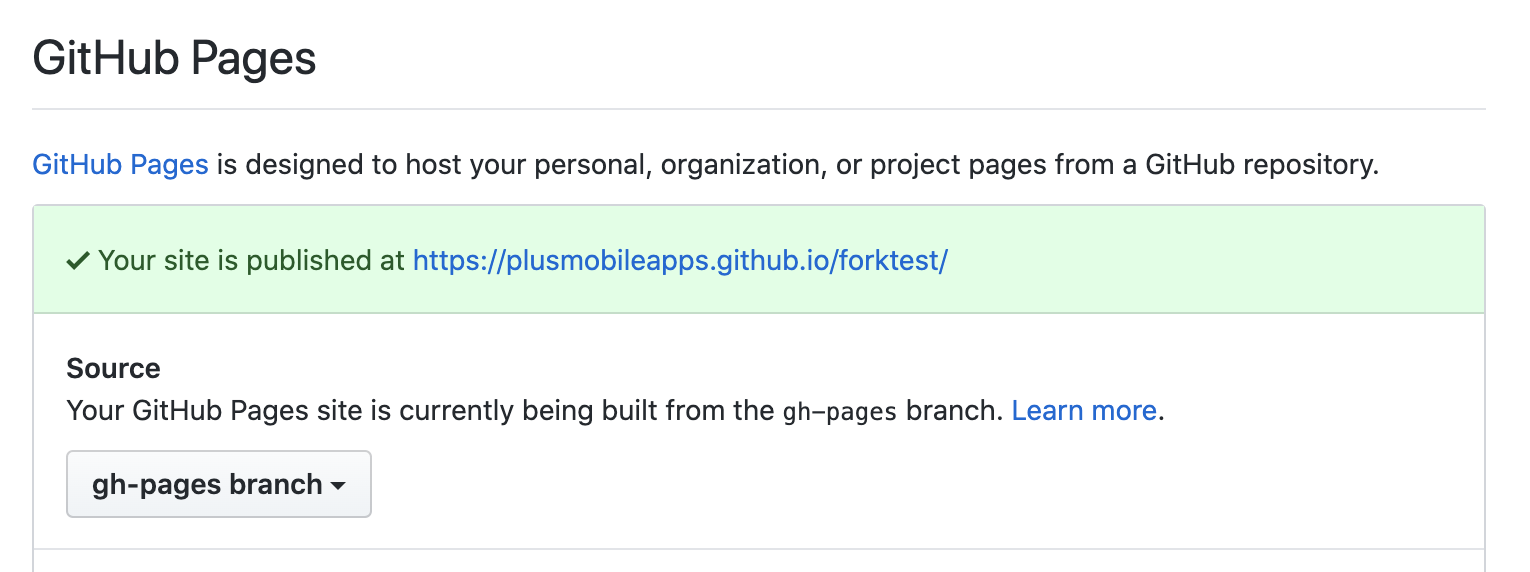 GitHub Pages
GitHub Pages is designed to host your personal, organization, or project pages from a GitHub repository.
✓ Your site is published at https://plusmobileapps.github.io/forktest/
Source
Your GitHub Pages site is currently being built from the gh-pages branch. Learn more.
gh-pages branch